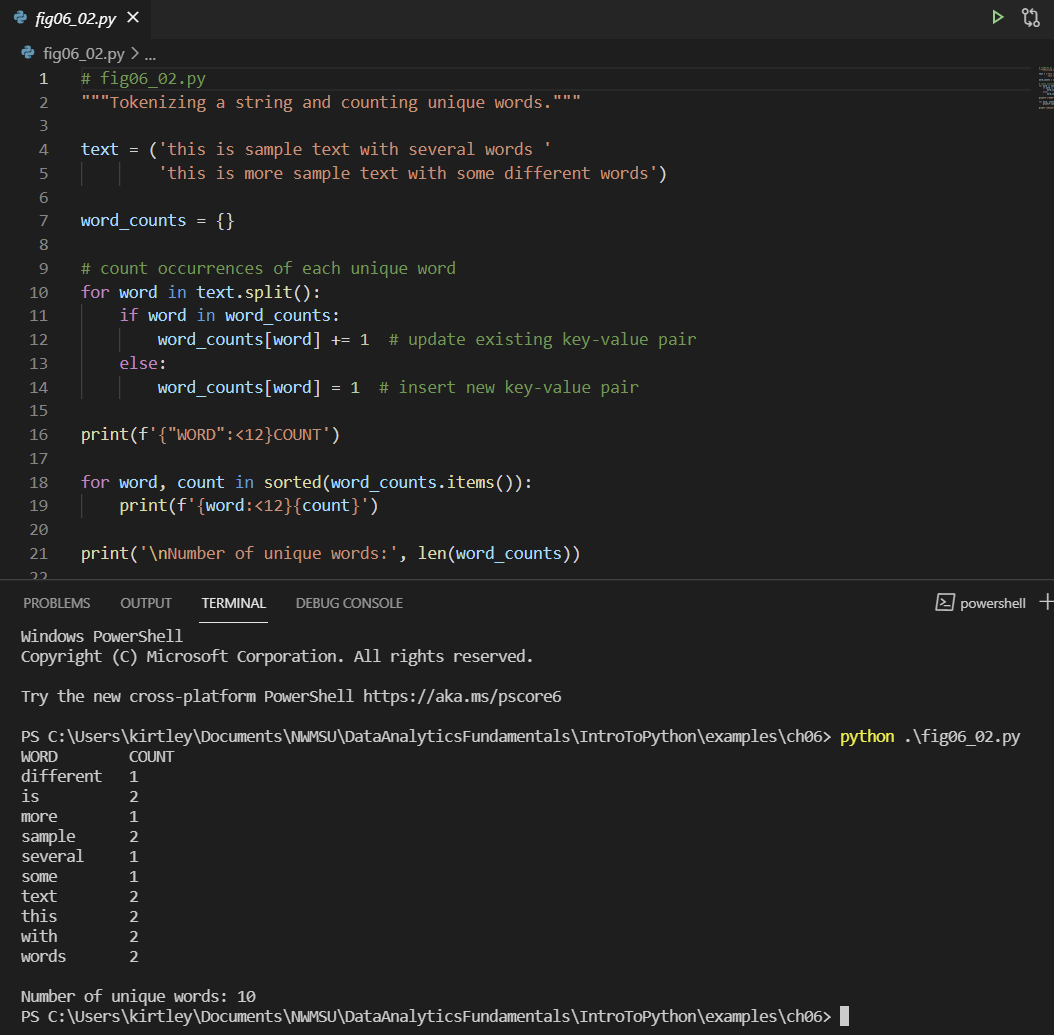 fig06_02.py
fig06_02.py > ...
1 # fig06_02.py
2 """Tokenizing a string and counting unique words."""
3
4 text = ('this is sample text with several words '
5         'this is more sample text with some different words')
6
7 word_counts = {}
8
9 # count occurrences of each unique word
10 for word in text.split():
11     if word in word_counts:
12         word_counts[word] += 1  # update existing key-value pair
13     else:
14         word_counts[word] = 1  # insert new key-value pair
15
16 print(f'{"WORD":<12}COUNT')
17
18 for word, count in sorted(word_counts.items()):
19     print(f'{word:<12}{count}')
20
21 print('\nNumber of unique words:', len(word_counts))
22
PROBLEMS OUTPUT TERMINAL DEBUG CONSOLE powershell
Windows PowerShell
Copyright (C) Microsoft Corporation. All rights reserved.
Try the new cross-platform PowerShell https://aka.ms/pscore6
PS C:\Users\kirtley\Documents\NWMSU\DataAnalyticsFundamentals\IntroToPython\examples\ch06> python .\fig06_02.py
WORD        COUNT
different   1
is          2
more        1
sample      2
several     1
some        1
text        2
this        2
with        2
words       2
Number of unique words: 10
PS C:\Users\kirtley\Documents\NWMSU\DataAnalyticsFundamentals\IntroToPython\examples\ch06>